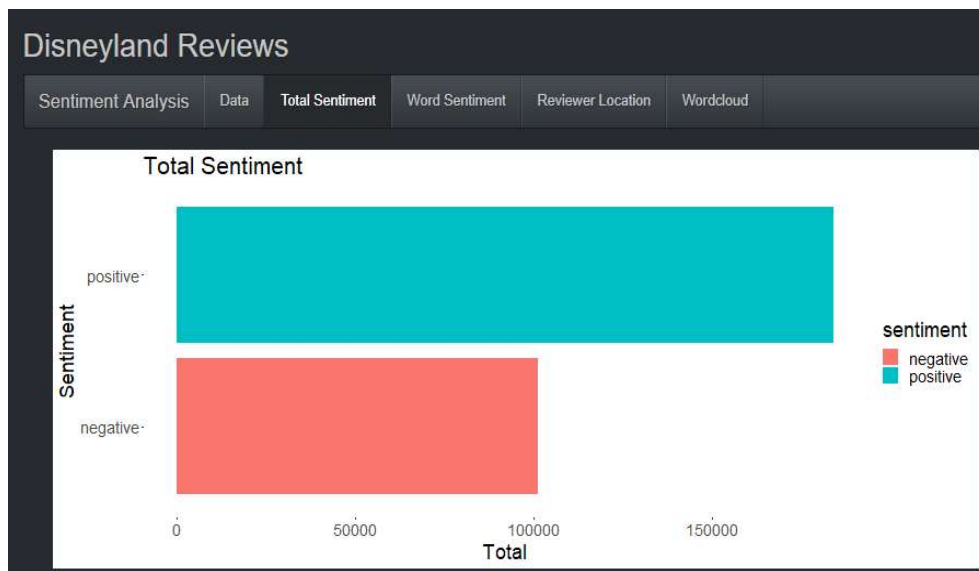 Disneyland Reviews
Sentiment Analysis Data Total Sentiment Word Sentiment Reviewer Location Wordcloud
Total Sentiment
positive
Sentiment
negative
0 50000 100000 150000
Total
sentiment
negative
positive